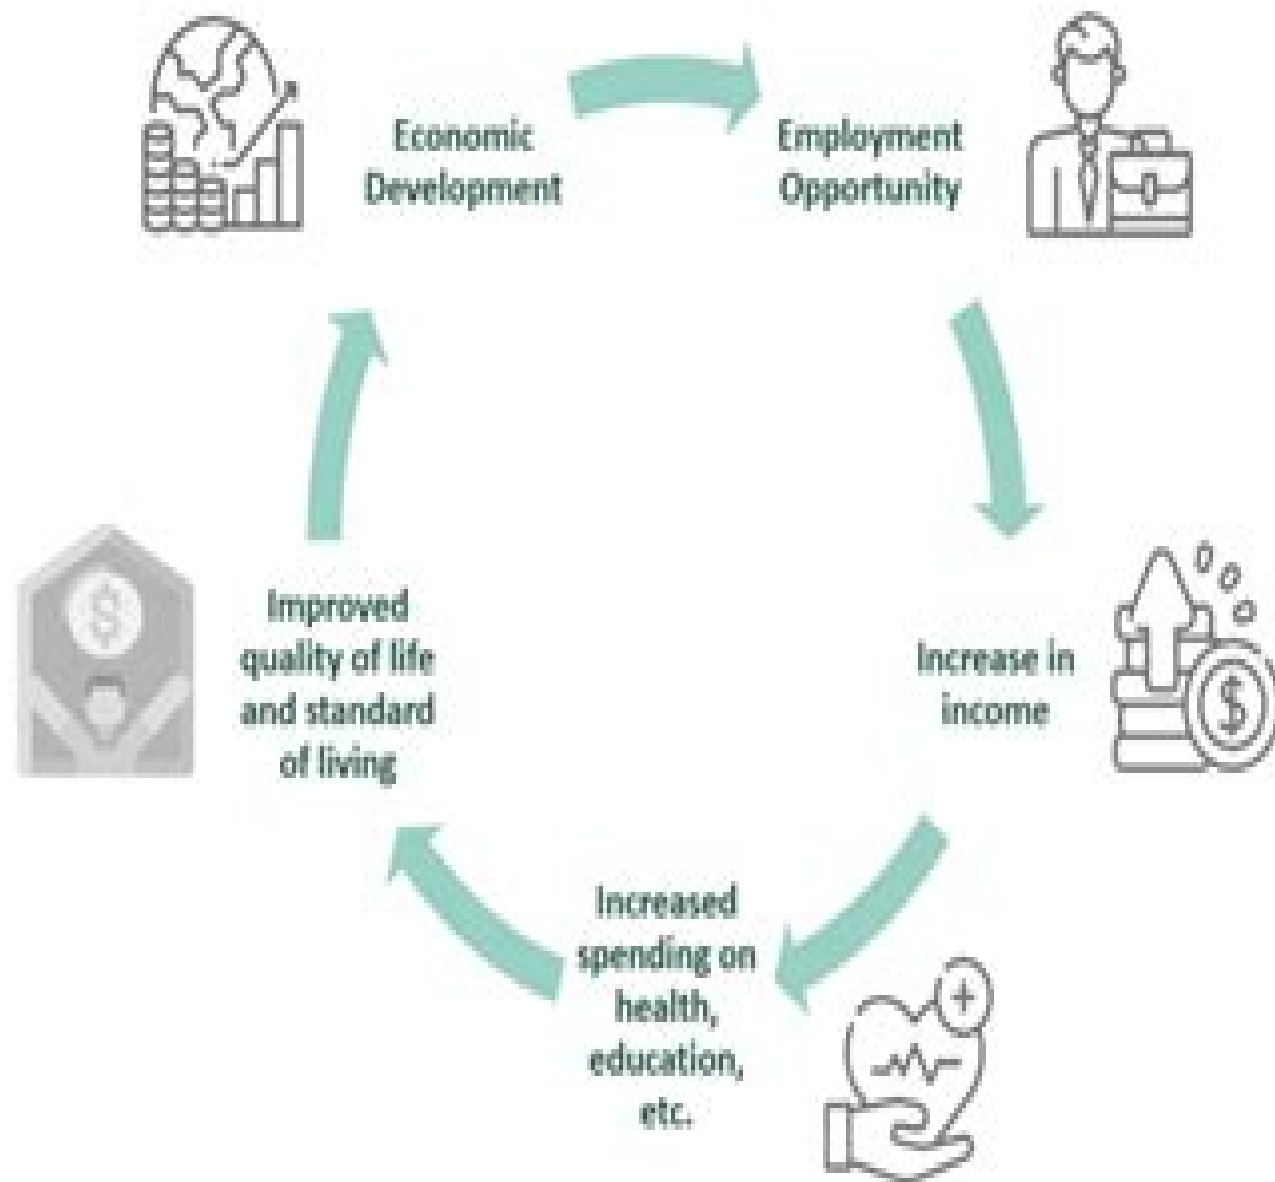 Economic
Development
Employment
Opportunity
Increase in
income
Increased
spending on
health,
education,
etc.
Improved
quality of life
and standard
of living
$
$